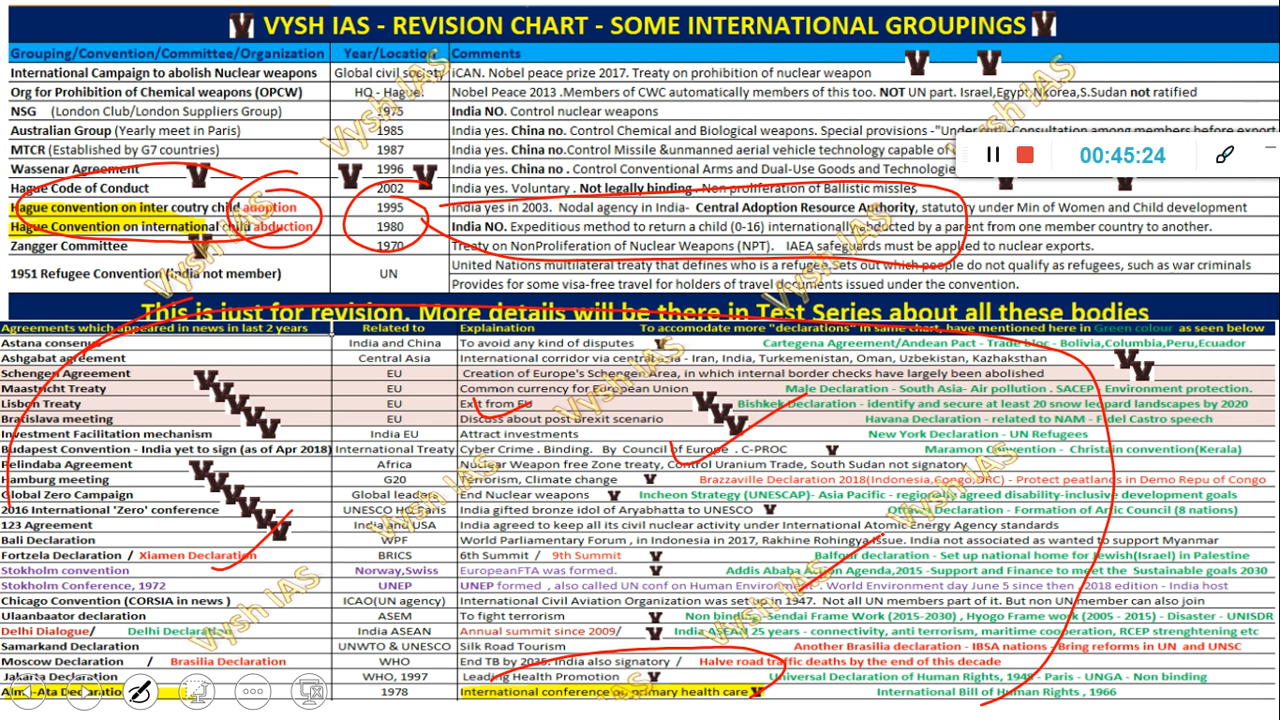 VYSH IAS - REVISION CHART - SOME INTERNATIONAL GROUPINGS
Grouping/Convention/Committee/Organization Year/Location Comments
International Campaign to abolish Nuclear weapons Global civil society iCAN. Nobel peace prize 2017. Treaty on prohibition of nuclear weapon
Org for Prohibition of Chemical weapons (OPCW) HQ - Hague. Nobel Peace 2013 .Members of CWC automatically members of this too. NOT UN part. Israel,Egypt,Nkorea,S.Sudan not ratified
NSG (London Club/London Suppliers Group) 1975 India NO. Control nuclear weapons
Australian Group (Yearly meet in Paris) 1985 India yes. China no. Control Chemical and Biological weapons. Special provisions -"Under cut"-Consultation among members before export
MTCR (Established by G7 countries) 1987 India yes. China no.Control Missile &unmanned aerial vehicle technology capable of
Wassenar Agreement 1996 India yes. China no . Control Conventional Arms and Dual-Use Goods and Technologie
00:45:24
Hague Code of Conduct 2002 India yes. Voluntary . Not legally binding . Non proliferation of Ballistic missles
Hague convention on inter coutry child adoption 1995 India yes in 2003. Nodal agency in India- Central Adoption Resource Authority, statutory under Min of Women and Child development
Hague Convention on international child abduction 1980 India NO. Expeditious method to return a child (0-16) internationally abducted by a parent from one member country to another.
Zangger Committee 1970 Treaty on NonProliferation of Nuclear Weapons (NPT). IAEA safeguards must be applied to nuclear exports.
1951 Refugee Convention (India not member) UN United Nations multilateral treaty that defines who is a refugee. Sets out which people do not qualify as refugees, such as war criminals
Provides for some visa-free travel for holders of travel documents issued under the convention.
This is just for revision. More details will be there in Test Series about all these bodies
Agreements which appeared in news in last 2 years Related to Explaination To accomodate more "declarations" in same chart, have mentioned here in Green colour as seen below
Astana consenus India and China To avoid any kind of disputes Cartegena Agreement/Andean Pact - Trade bloc - Bolivia,Columbia,Peru,Ecuador
Ashgabat agreement Central Asia International corridor via central asia - Iran, India, Turkemenistan, Oman, Uzbekistan, Kazhaksthan
Schengen Agreement EU Creation of Europe's Schengen Area, in which internal border checks have largely been abolished
Maastricht Treaty EU Common currency for European Union Male Declaration - South Asia- Air pollution . SACEP - Environment protection.
Lisbon Treaty EU Exit from EU Bishkek Declaration - identify and secure at least 20 snow leopard landscapes by 2020
Bratislava meeting EU Discuss about post brexit scenario Havana Declaration - related to NAM - Fidel Castro speech
Investment Facilitation mechanism India EU Attract investments New York Declaration - UN Refugees
Budapest Convention - India yet to sign (as of Apr 2018) International Treaty Cyber Crime . Binding. By Council of Europe . C-PROC Maramon Convention - Christain convention(Kerala)
Pelindaba Agreement Africa Nuclear Weapon free Zone treaty, Control Uranium Trade, South Sudan not signatory
Hamburg meeting G20 Terrorism, Climate change Brazzaville Declaration 2018(Indonesia,Congo,DRC) - Protect peatlands in Demo Repu of Congo
Global Zero Campaign Global leaders End Nuclear weapons Incheon Strategy (UNESCAP)- Asia Pacific - regionally agreed disability-inclusive development goals
2016 International 'Zero' conference UNESCO India gifted bronze idol of Aryabhatta to UNESCO Declaration - Formation of Artic Council (8 nations)
123 Agreement India and USA India agreed to keep all its civil nuclear activity under International Atomic Energy Agency standards
Bali Declaration WPF World Parliamentary Forum , in Indonesia in 2017, Rakhine Rohingya issue. India not associated as wanted to support Myanmar
Fortzela Declaration / Xiamen Declaration BRICS 6th Summit / 9th Summit Balfour declaration - Set up national home for Jewish(Israel) in Palestine
Stokholm convention Norway,Swiss EuropeanFTA was formed. Addis Ababa Action Agenda,2015 -Support and Finance to meet the Sustainable goals 2030
Stokholm Conference, 1972 UNEP UNEP formed , also called UN conf on Human Environment . World Environment day June 5 since then 2018 edition - India host
Chicago Convention (CORSIA in news ) ICAO(UN agency) International Civil Aviation Organization was set up in 1947. Not all UN members part of it. But non UN member can also join
Ulaanbaator declaration ASEM To fight terrorism Non binding- Sendai Frame Work (2015-2030) , Hyogo Frame work (2005 - 2015) - Disaster - UNISDR
Delhi Dialogue/ Delhi Declaration India ASEAN Annual summit since 2009/ India ASEAN 25 years - connectivity, anti terrorism, maritime cooperation, RCEP strenghtening etc
Samarkand Declaration UNWTO & UNESCO Silk Road Tourism Another Brasilia declaration - IBSA nations - Bring reforms in UN and UNSC
Moscow Declaration / Brasilia Declaration WHO End TB by 2035. India also signatory / Halve road traffic deaths by the end of this decade
Jakarta Declaration WHO, 1997 Leading Health Promotion Universal Declaration of Human Rights, 1948 - Paris - UNGA - Non binding
Alma-Ata Declaration 1978 International conference on primary health care International Bill of Human Rights , 1966